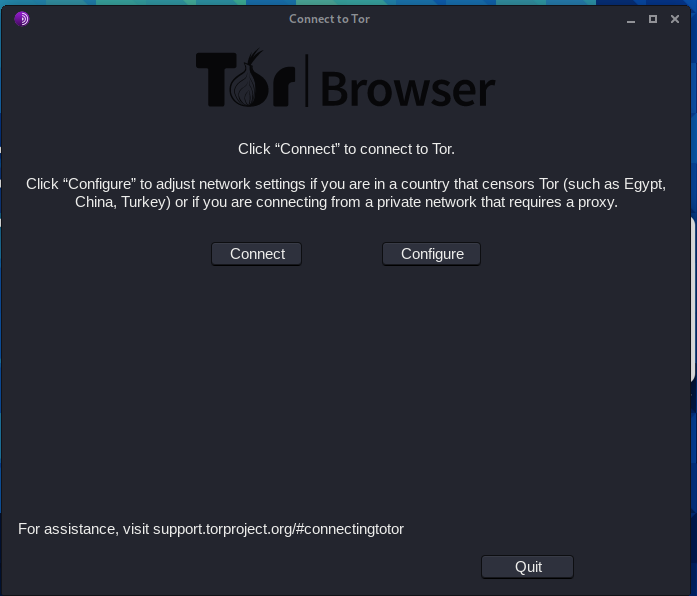 Connect to Tor
Tor Browser
Click “Connect” to connect to Tor.
Click “Configure” to adjust network settings if you are in a country that censors Tor (such as Egypt,
China, Turkey) or if you are connecting from a private network that requires a proxy.
Connect Configure
For assistance, visit support.torproject.org/#connectingtotor
Quit